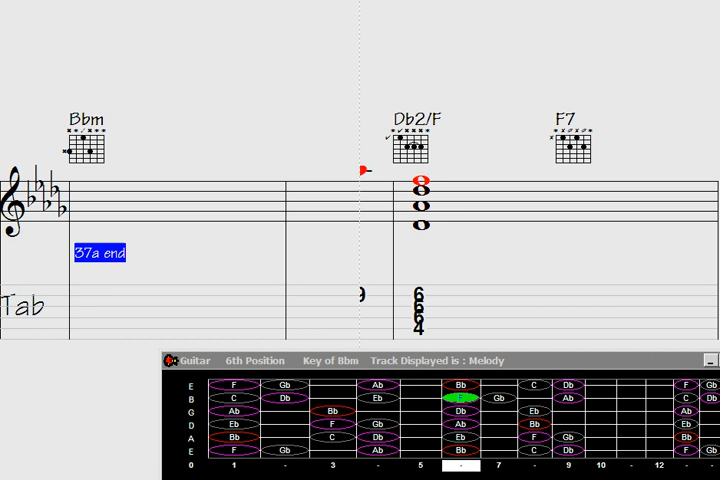 Bbm Db2/F F7
37a end
Tab
9 6
6
6
6
4
Guitar 6th Position Key of Bbm Track Displayed is : Melody
E F Gb Ab Bb C Db F Gb
B C Db Eb F Gb Ab C Db
G Ab Bb Db Eb Ab
D Eb F Ab Bb Eb
A Bb C Db Eb F Gb Bb
E F Gb Ab Bb C Db F Gb
0 1 - 3 - 5 - 7 - 9 10 - 12 - -